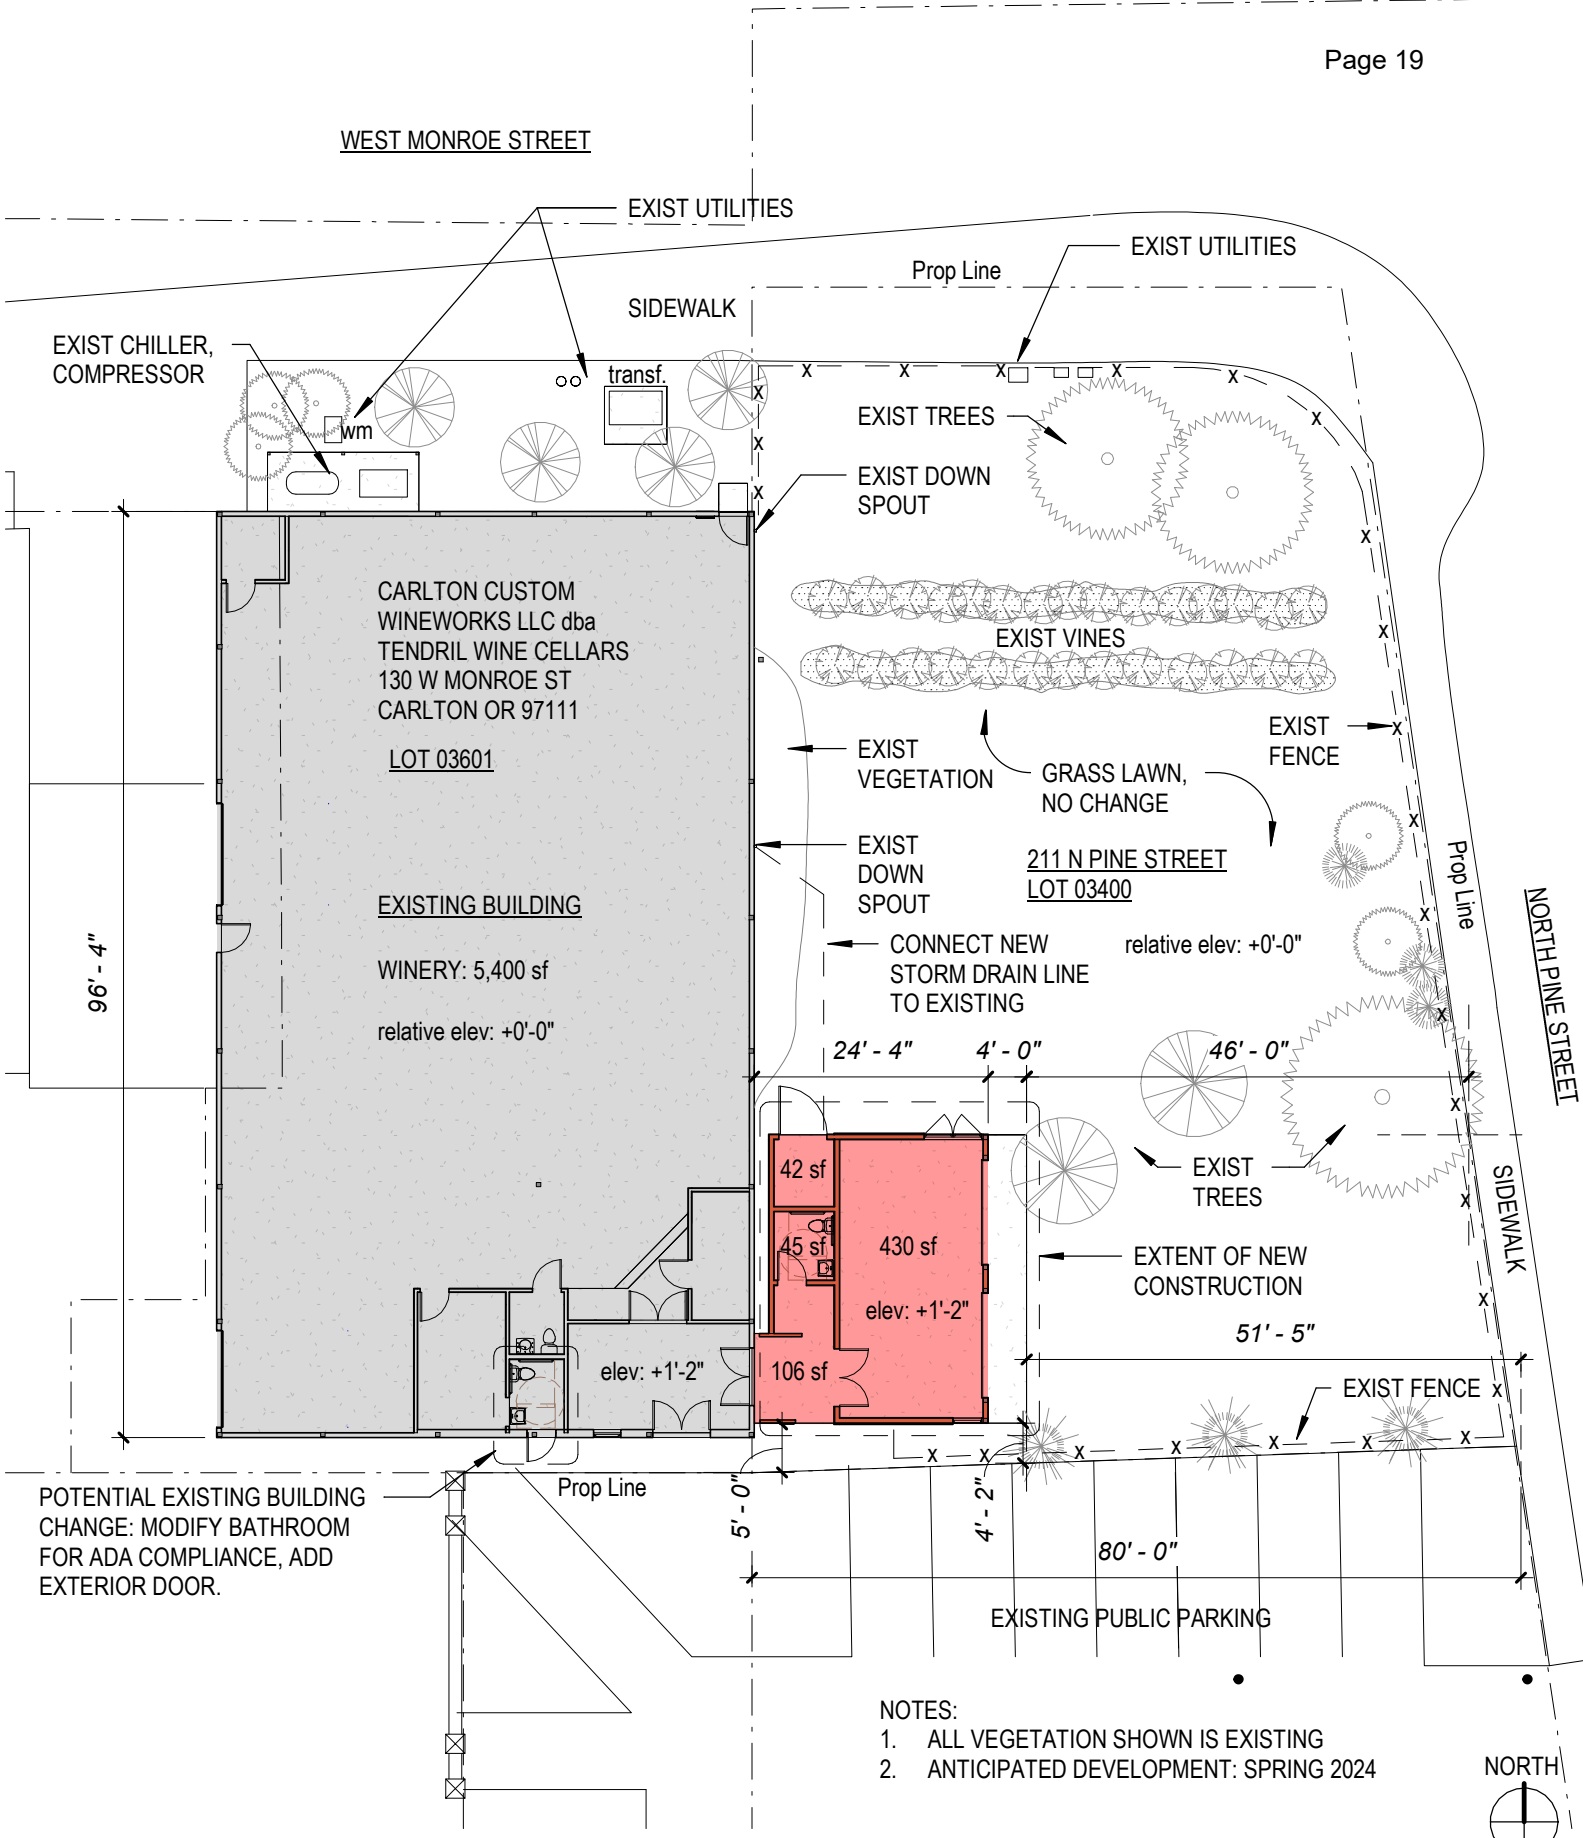 Page 19
WEST MONROE STREET
EXIST UTILITIES
EXIST UTILITIES
Prop Line
SIDEWALK
EXIST CHILLER,
COMPRESSOR
transf.
wm
EXIST TREES
EXIST DOWN
SPOUT
CARLTON CUSTOM
WINEWORKS LLC dba
TENDRIL WINE CELLARS
130 W MONROE ST
CARLTON OR 97111
LOT 03601
EXIST VINES
EXIST
FENCE
EXIST
VEGETATION
GRASS LAWN,
NO CHANGE
EXIST
DOWN
SPOUT
211 N PINE STREET
LOT 03400
Prop Line
NORTH PINE STREET
EXISTING BUILDING
WINERY: 5,400 sf
relative elev: +0'-0"
96' - 4"
CONNECT NEW
STORM DRAIN LINE
TO EXISTING
relative elev: +0'-0"
24' - 4"
4' - 0"
46' - 0"
42 sf
45 sf
430 sf
elev: +1'-2"
106 sf
elev: +1'-2"
EXIST
TREES
SIDEWALK
EXTENT OF NEW
CONSTRUCTION
51' - 5"
EXIST FENCE
Prop Line
5' - 0"
4' - 2"
80' - 0"
POTENTIAL EXISTING BUILDING
CHANGE: MODIFY BATHROOM
FOR ADA COMPLIANCE, ADD
EXTERIOR DOOR.
EXISTING PUBLIC PARKING
NOTES:
1. ALL VEGETATION SHOWN IS EXISTING
2. ANTICIPATED DEVELOPMENT: SPRING 2024
NORTH